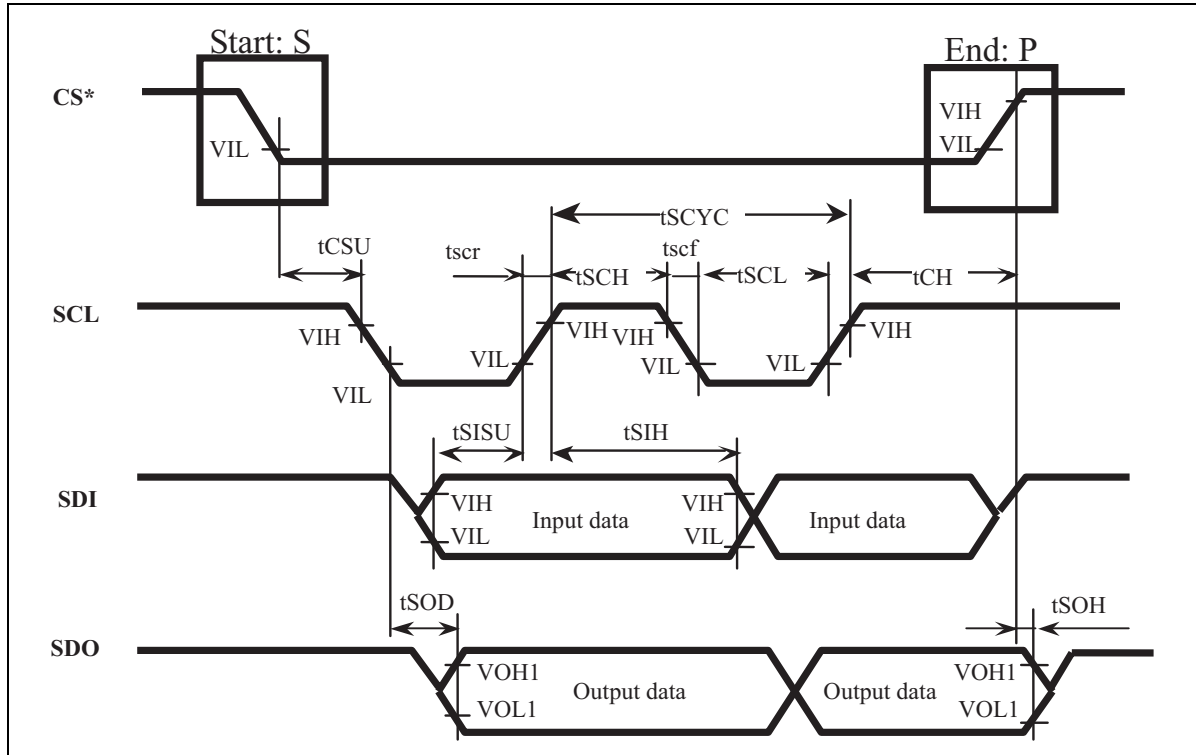 Start: S
End: P
CS*
VIL
VIH
VIL
tSCYC
tCSU
tscr
tscf
tSCH
tSCL
tCH
SCL
VIH
VIH
VIH
VIH
VIL
VIL
VIL
VIL
tSISU
tSIH
SDI
VIH
VIH
Input data
Input data
VIL
VIL
tSOD
tSOH
SDO
VOH1
VOH1
Output data
Output data
VOL1
VOL1